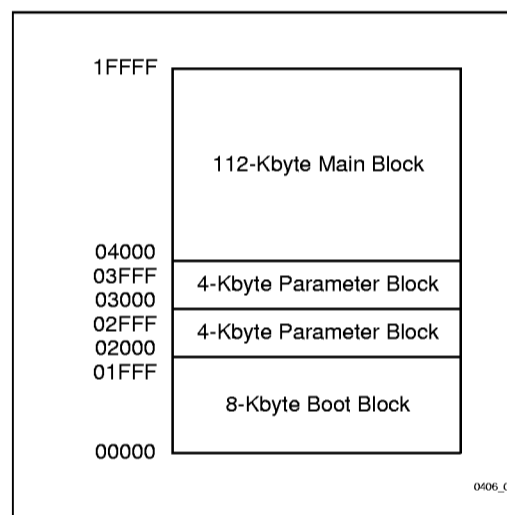 1FFFF
112-Kbyte Main Block
04000
03FFF
4-Kbyte Parameter Block
03000
02FFF
4-Kbyte Parameter Block
02000
01FFF
8-Kbyte Boot Block
00000